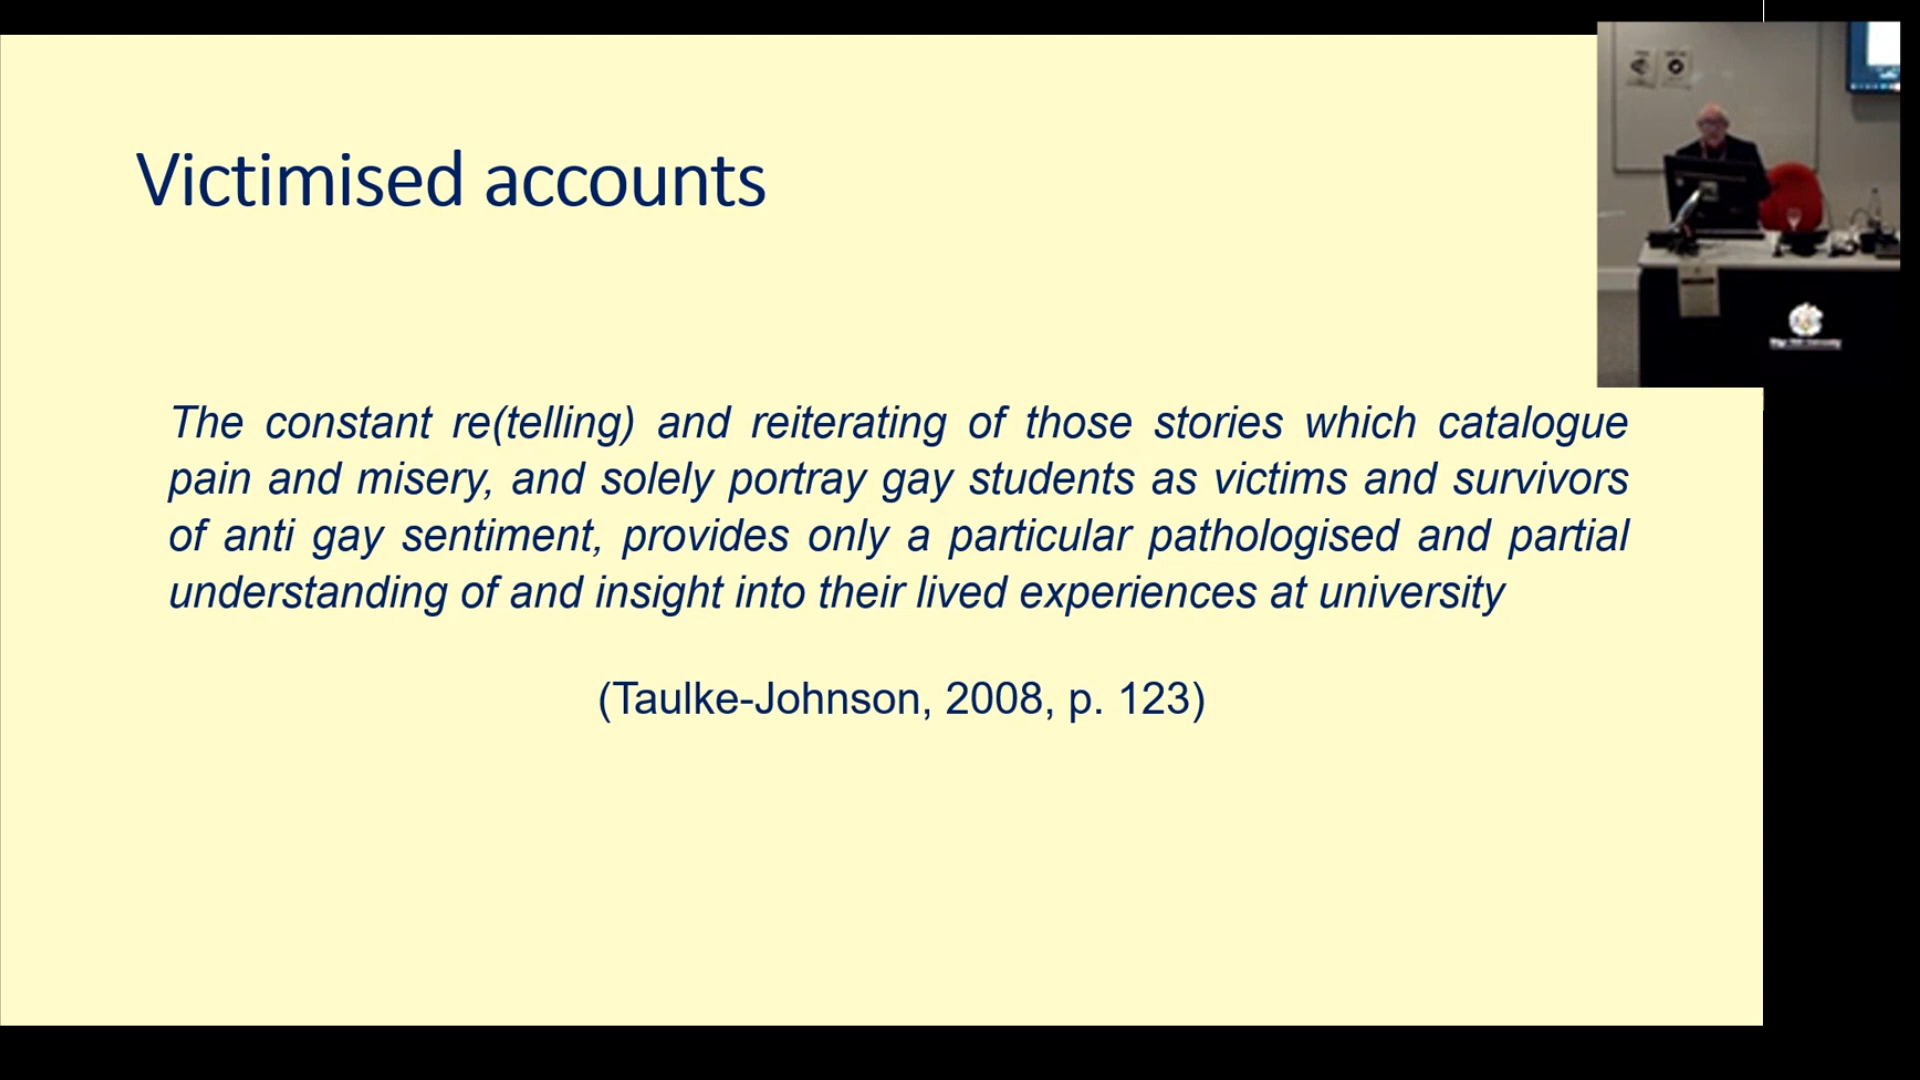 Victimised accounts
The constant re(telling) and reiterating of those stories which catalogue
pain and misery, and solely portray gay students as victims and survivors
of anti gay sentiment, provides only a particular pathologised and partial
understanding of and insight into their lived experiences at university
(Taulke-Johnson, 2008, p. 123)